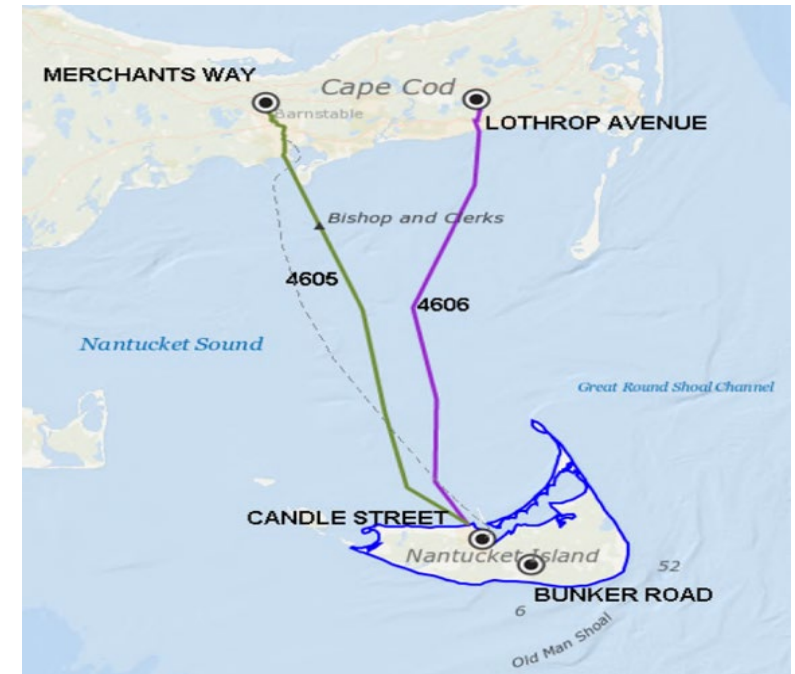 MERCHANTS WAY
Cape Cod
Barnstable
LOTHROP AVENUE
Bishop and Clerks
4605
4606
Nantucket Sound
Great Round Shoal Channel
CANDLE STREET
Nantucket Island
52
BUNKER ROAD
6
Old Man Shoal